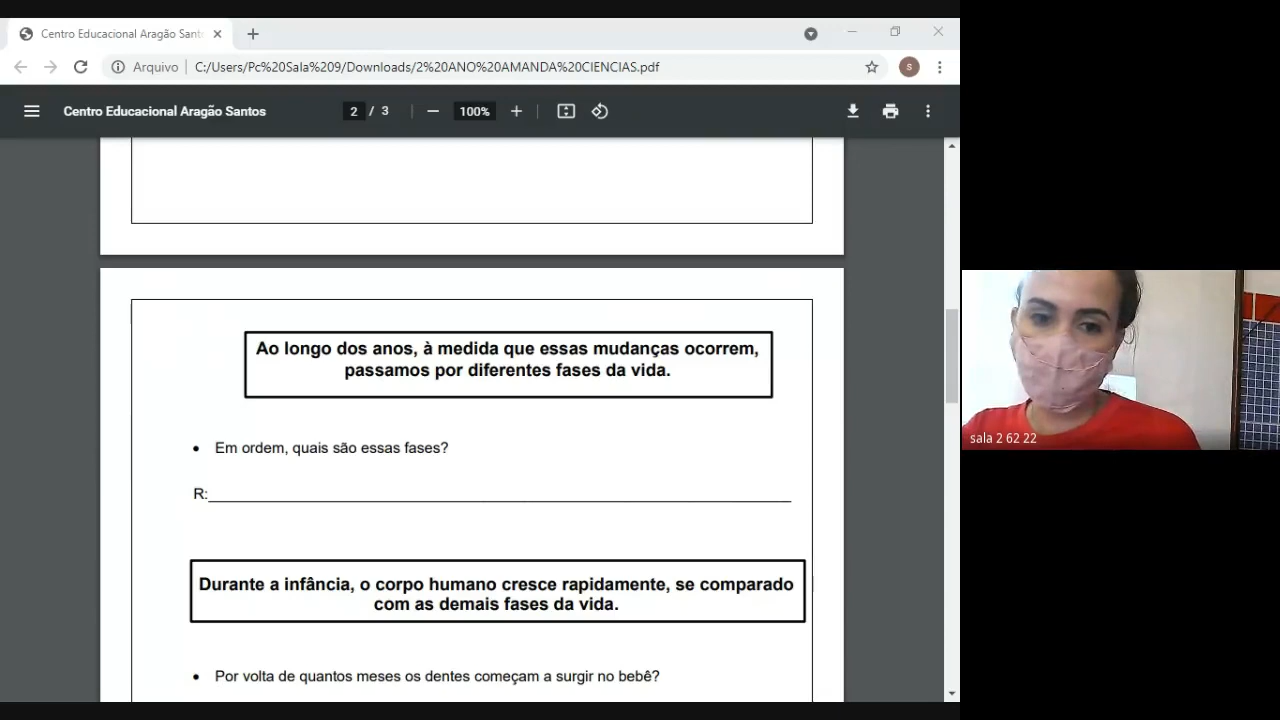 Centro Educacional Aragão Sant
Arquivo
C:/Users/Pc%20Sala%209/Downloads/2%20ANO%20AMANDA%20CIENCIAS.pdf
s
Centro Educacional Aragão Santos
2 / 3
100%
Ao longo dos anos, à medida que essas mudanças ocorrem,
passamos por diferentes fases da vida.
• Em ordem, quais são essas fases?
R:
Durante a infância, o corpo humano cresce rapidamente, se comparado
com as demais fases da vida.
• Por volta de quantos meses os dentes começam a surgir no bebê?
sala 2 62 22